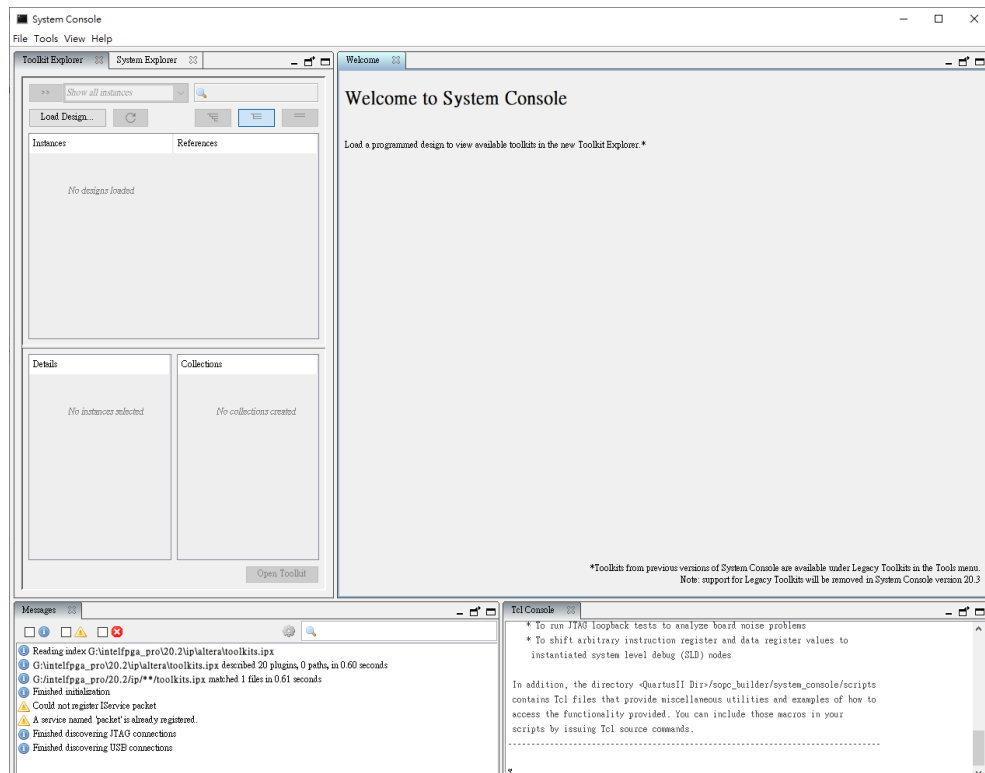 System Console
File Tools View Help
Toolkit Explorer System Explorer
>> Show all instances
Load Design...
Instances References
No designs loaded
Details Collections
No instances selected No collections created
Open Toolkit
Welcome
Welcome to System Console
Load a programmed design to view available toolkits in the new Toolkit Explorer.*
*Toolkits from previous versions of System Console are available under Legacy Toolkits in the Tools menu.
Note: support for Legacy Toolkits will be removed in System Console version 20.3
Messages
Reading index G:\intelfpga_pro\20.2\ip\altera\toolkits.ipx
G:\intelfpga_pro\20.2\ip\altera\toolkits.ipx described 20 plugins, 0 paths, in 0.60 seconds
G:/intelfpga_pro/20.2/ip/**/toolkits.ipx matched 1 files in 0.61 seconds
Finished initialization
Could not register IService packet
A service named 'packet' is already registered.
Finished discovering JTAG connections
Finished discovering USB connections
Tcl Console
* To run JTAG loopback tests to analyze board noise problems
* To shift arbitrary instruction register and data register values to
instantiated system level debug (SLD) nodes
In addition, the directory <QuartusII Dir>/sopc_builder/system_console/scripts
contains Tcl files that provide miscellaneous utilities and examples of how to
access the functionality provided. You can include those macros in your
scripts by issuing Tcl source commands.
-------------------------------------------------------------------------------
%